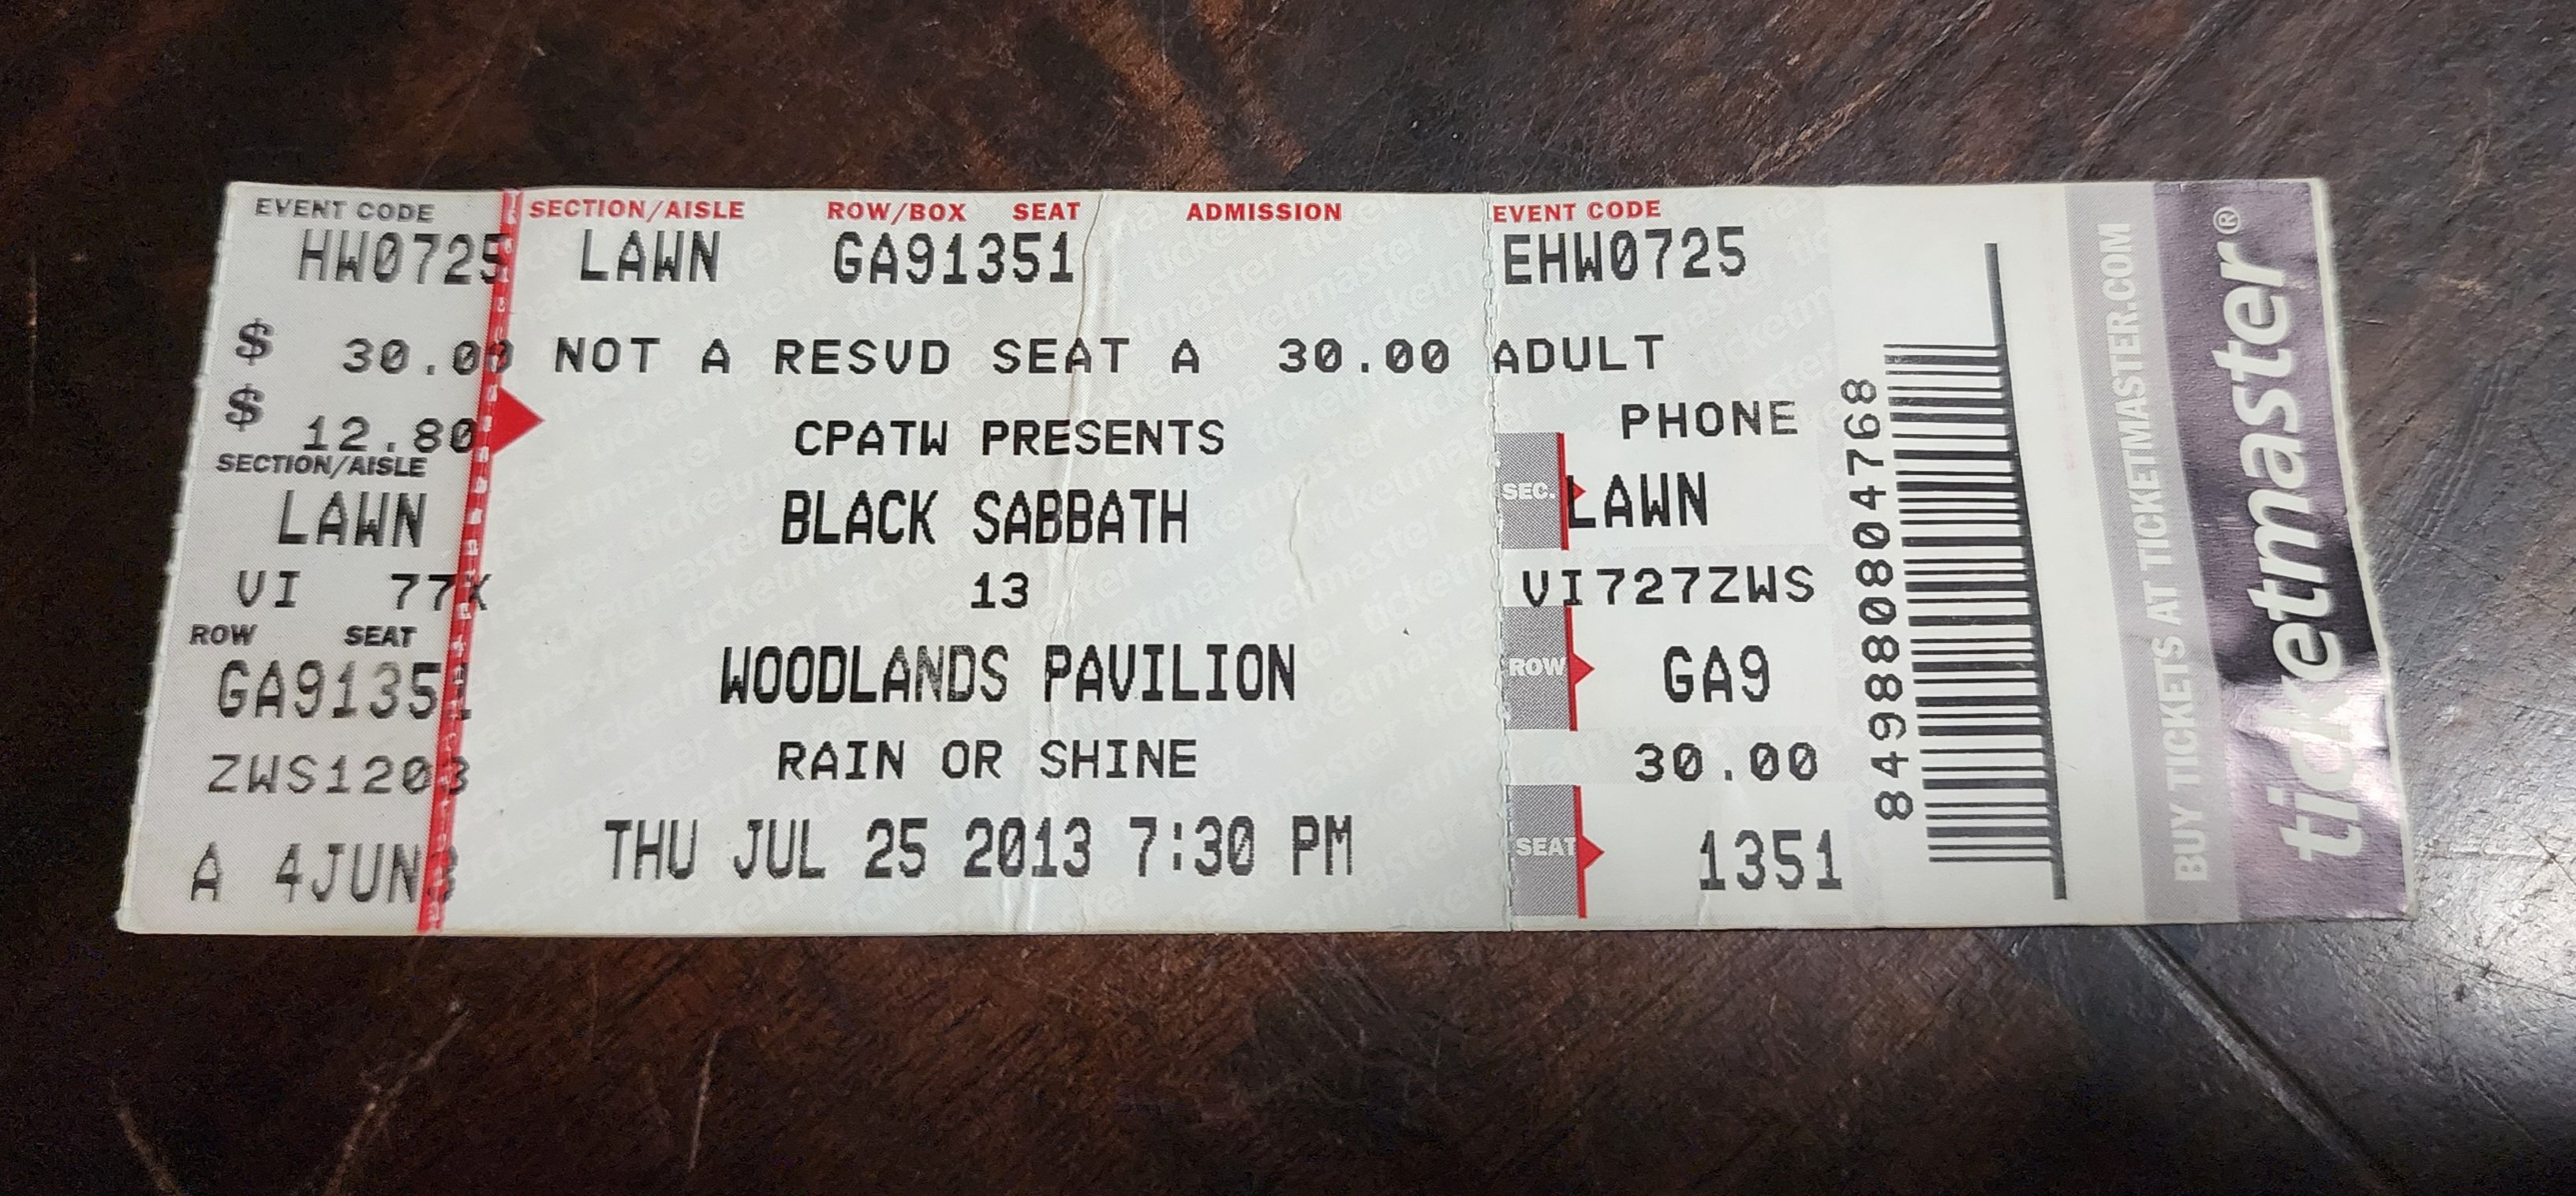 EVENT CODE
HW0725
$ 30.00
$ 12.80
SECTION/AISLE
LAWN
VI 77X
ROW SEAT
GA91351
ZWS1203
A 4JUN3
SECTION/AISLE ROW/BOX SEAT ADMISSION
LAWN GA91351
NOT A RESVD SEAT A 30.00
CPATW PRESENTS
BLACK SABBATH
13
WOODLANDS PAVILION
RAIN OR SHINE
THU JUL 25 2013 7:30 PM
EVENT CODE
EHW0725
ADULT
PHONE
SEC. LAWN
VI727ZWS
ROW GA9
30.00
SEAT 1351
849880804768
BUY TICKETS AT TICKETMASTER.COM
ticketmaster®